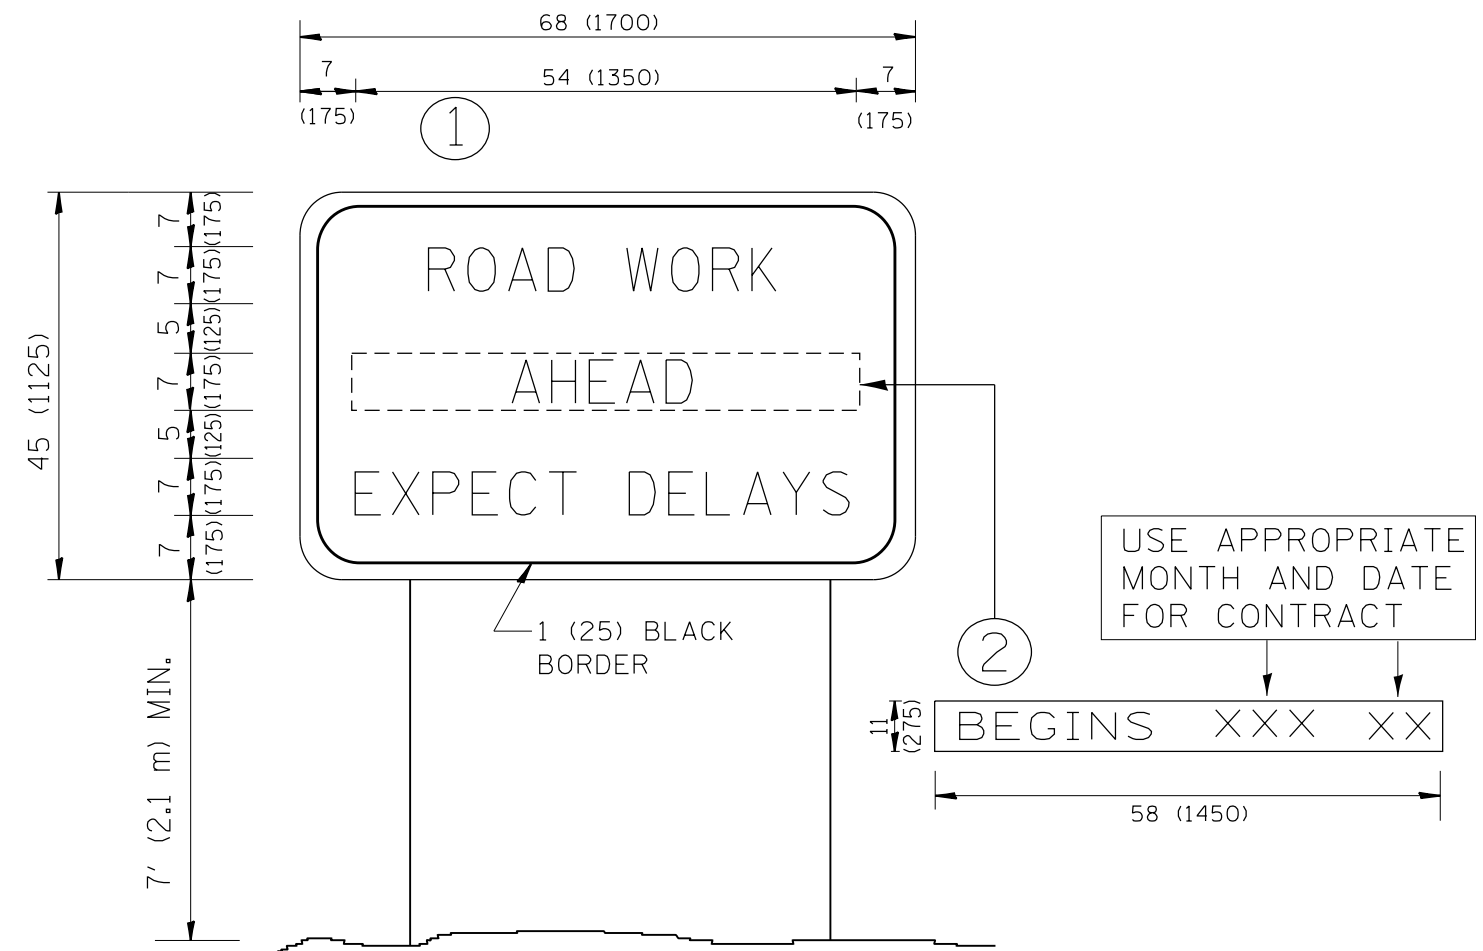 68 (1700)
7 54 (1350) 7
(175) (175)
1
45 (1125)
7 (175)
7 (175)
5 (125)
7 (175)
5 (125)
7 (175)
7 (175)
ROAD WORK
AHEAD
EXPECT DELAYS
1 (25) BLACK
BORDER
7' (2.1 m) MIN.
USE APPROPRIATE
MONTH AND DATE
FOR CONTRACT
2
11
(275)
BEGINS XXX XX
58 (1450)